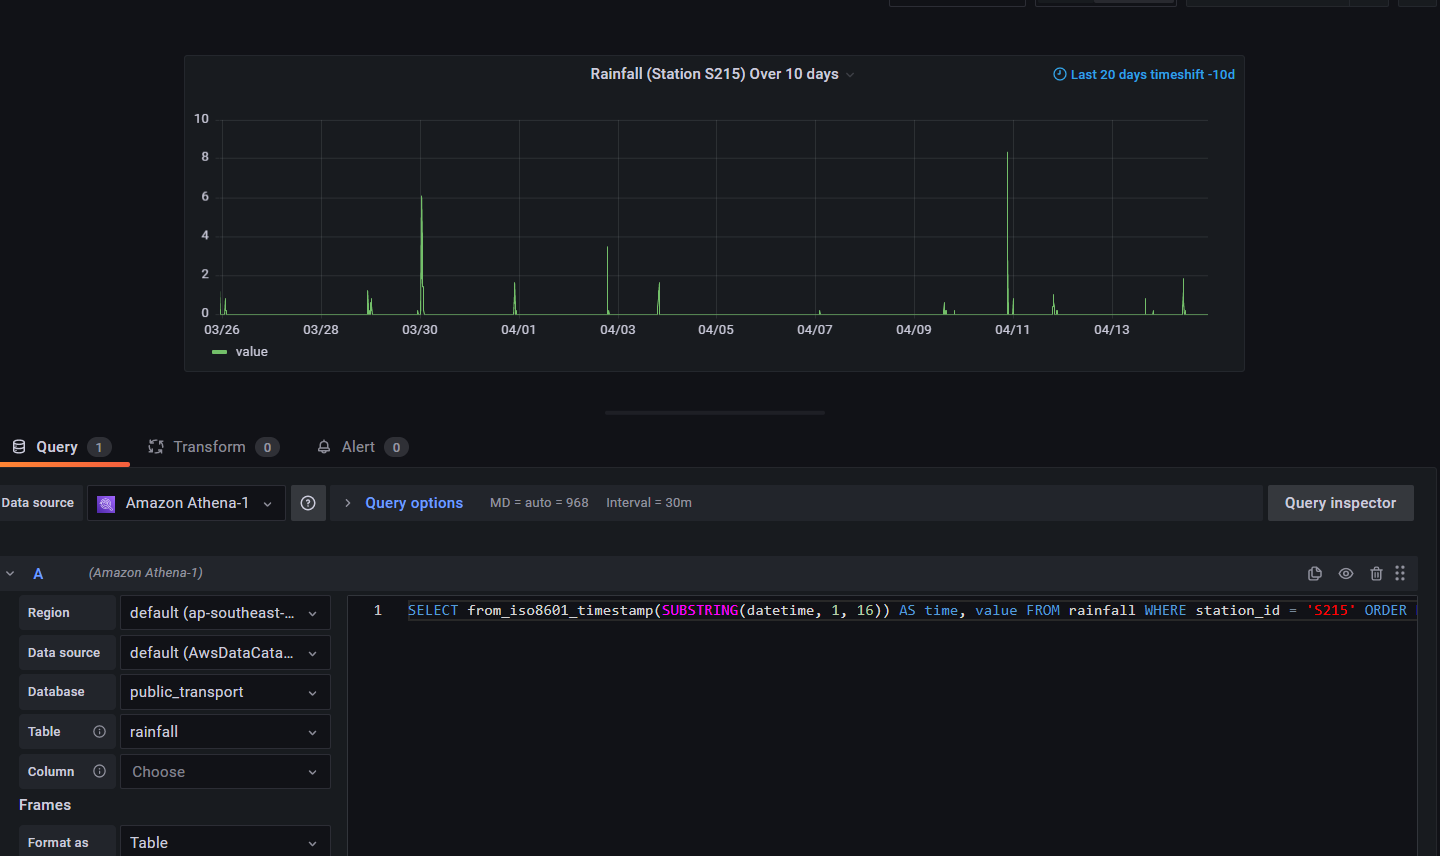 Rainfall (Station S215) Over 10 days
Last 20 days timeshift -10d
10
8
6
4
2
0
03/26 03/28 03/30 04/01 04/03 04/05 04/07 04/09 04/11 04/13
value
Query 1 Transform 0 Alert 0
Data source Amazon Athena-1 Query options MD = auto = 968 Interval = 30m Query inspector
A (Amazon Athena-1)
Region default (ap-southeast-...
1 SELECT from_iso8601_timestamp(SUBSTRING(datetime, 1, 16)) AS time, value FROM rainfall WHERE station_id = 'S215' ORDER
Data source default (AwsDataCata...
Database public_transport
Table rainfall
Column Choose
Frames
Format as Table